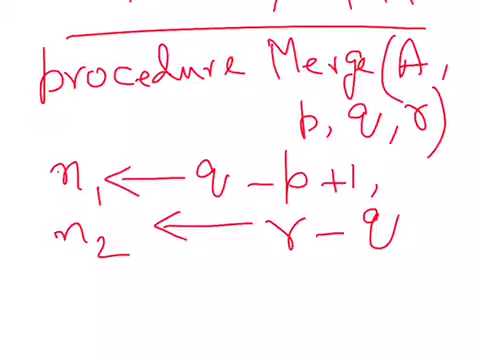 procedure Merge(A,
p, q, r)
n₁ ← q - p + 1,
n₂ ← r - q